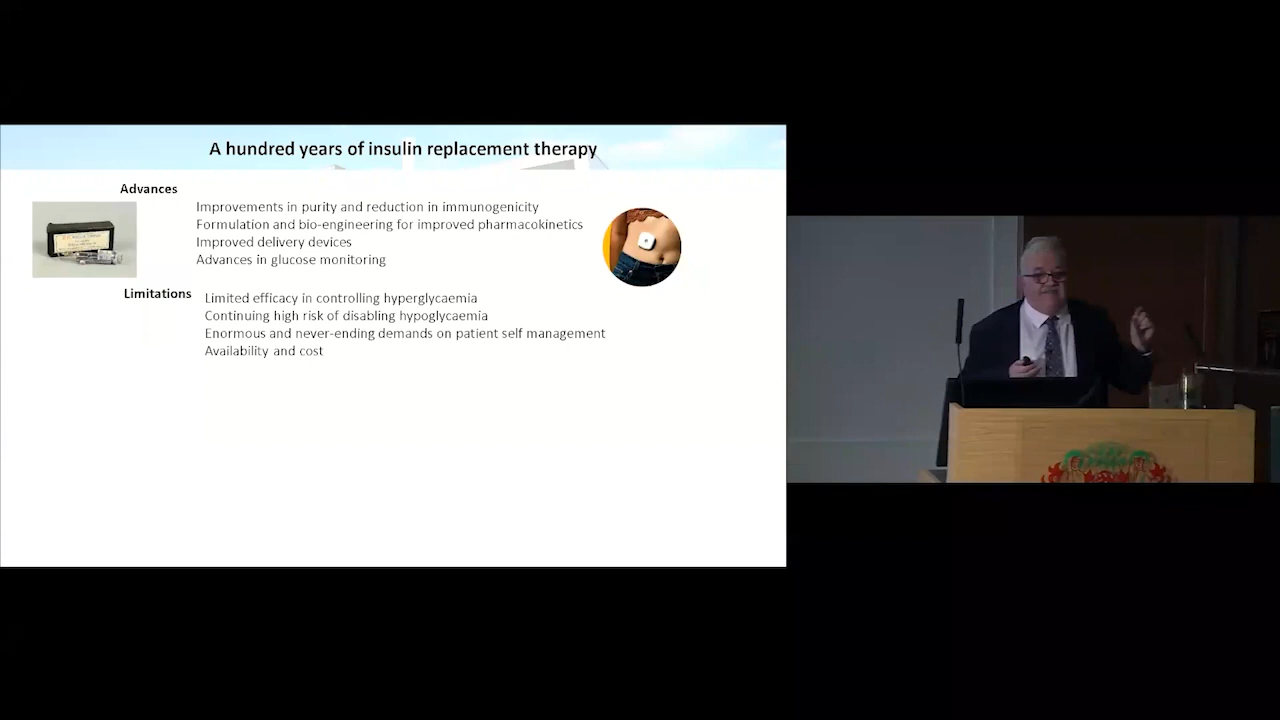 A hundred years of insulin replacement therapy
Advances
Improvements in purity and reduction in immunogenicity
Formulation and bio-engineering for improved pharmacokinetics
Improved delivery devices
Advances in glucose monitoring
Limitations
Limited efficacy in controlling hyperglycaemia
Continuing high risk of disabling hypoglycaemia
Enormous and never-ending demands on patient self management
Availability and cost